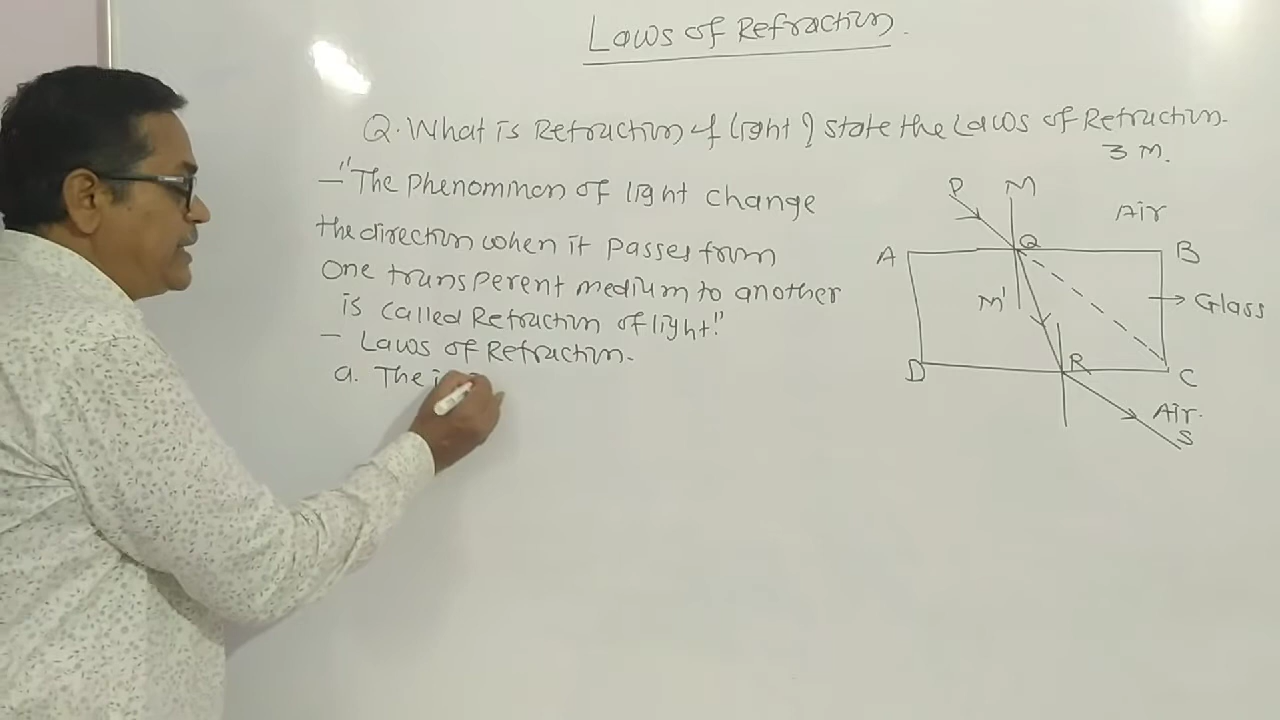 Laws of Refraction.
Q. What is Refraction of light? state the Laws of Refraction.
3 M.
— "The Phenommen of light change
the direction when it passes from
One transperent medium to another
is called Refraction of light."
— Laws of Refraction.
a. The i
P M
Air
A Q B
M' Glass
D R C
Air.
S